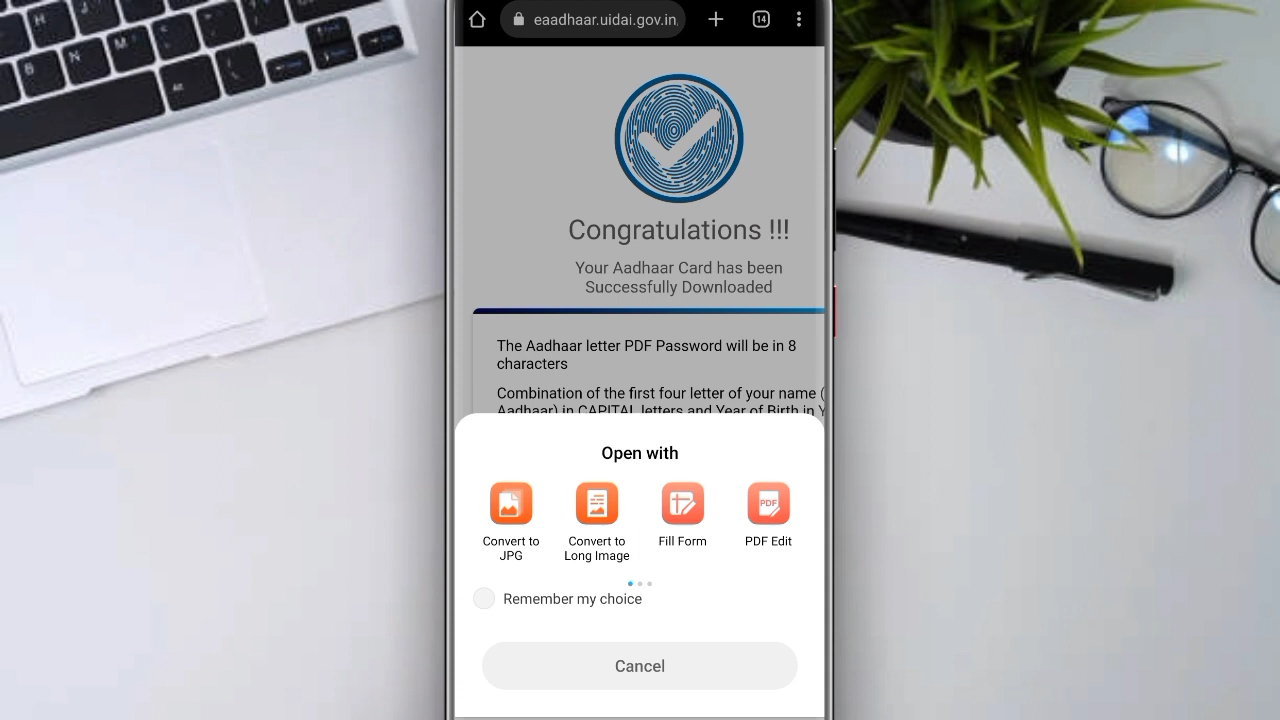 eaadhaar.uidai.gov.in
14
Congratulations !!!
Your Aadhaar Card has been
Successfully Downloaded
The Aadhaar letter PDF Password will be in 8
characters
Combination of the first four letter of your name (
Aadhaar) in CAPITAL letters and Year of Birth in Y
Open with
PDF
Convert to
JPG
Convert to
Long Image
Fill Form
PDF Edit
Remember my choice
Cancel